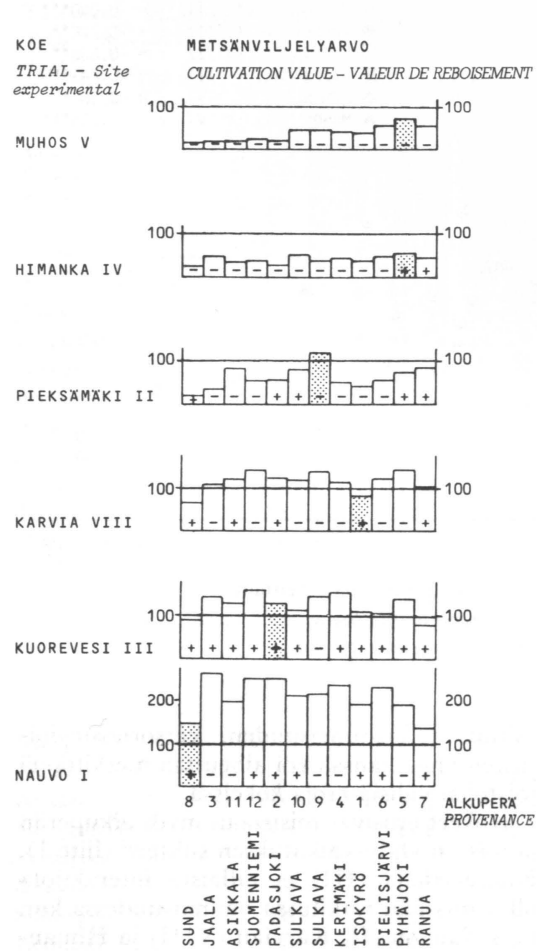 KOE METSÄNVILJELYARVO
TRIAL – Site CULTIVATION VALUE – VALEUR DE REBOISEMENT
experimental
100 100
MUHOS V − − − − − − − − − − − −
100 100
HIMANKA IV − − − − − − − − − − + +
100 100
PIEKSÄMÄKI II + − − − + + − − − − + +
100 100
KARVIA VIII + − + − + − − − + − − +
100 100
KUOREVESI III + + + + + + − + + + + +
200 200
100 100
NAUVO I + − + + + + + + + + − +
8 3 11 12 2 10 9 4 1 6 5 7 ALKUPERÄ
PROVENANCE
SUND
JAALA
ASIKKALA
SUOMENNIEMI
PADASJOKI
SULKAVA
SULKAVA
KERIMÄKI
ISOKYRÖ
PIELISJÄRVI
PYHÄJOKI
RANUA